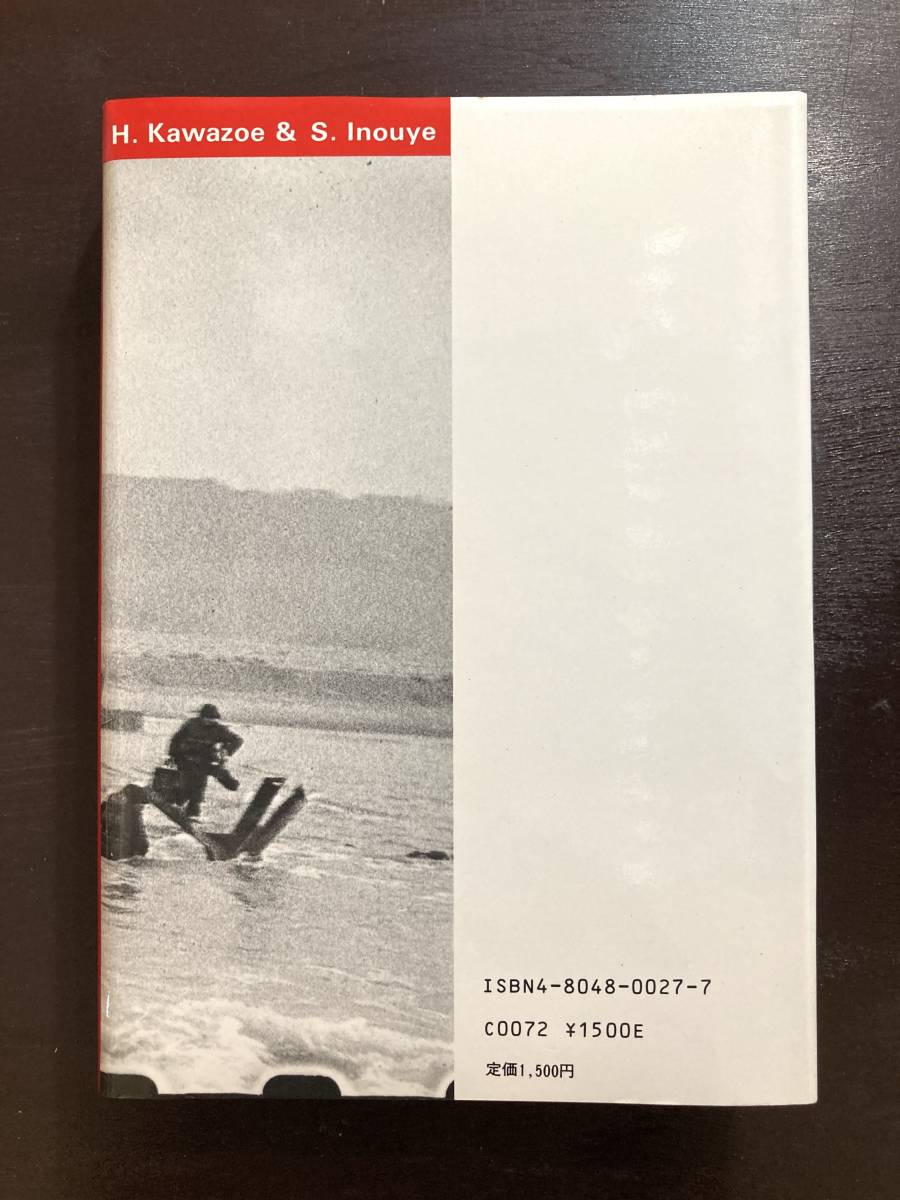 H. Kawazoe & S. Inouye
ISBN4-8048-0027-7
C0072 ¥1500E
定価1,500円